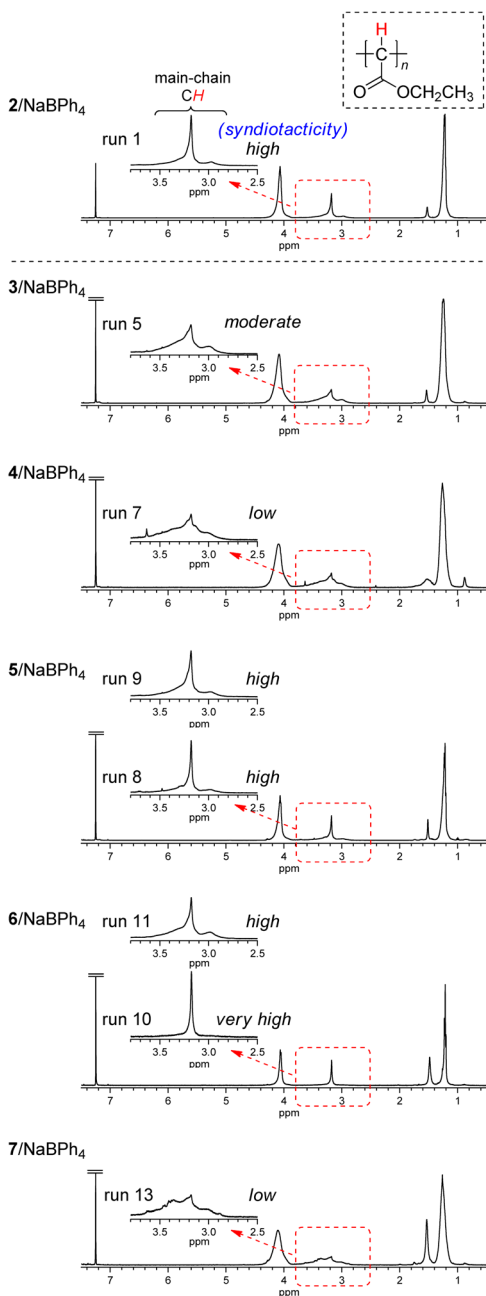 H
C
n
O
OCH2CH3
2/NaBPh4
main-chain
CH
(syndiotacticity)
run 1
high
3.5 3.0 2.5
ppm
7 6 5 4 3 2 1
ppm
3/NaBPh4
run 5
moderate
3.5 3.0 2.5
ppm
7 6 5 4 3 2 1
ppm
4/NaBPh4
run 7
low
3.5 3.0 2.5
ppm
7 6 5 4 3 2 1
ppm
5/NaBPh4
run 9
high
3.5 3.0 2.5
ppm
run 8
high
3.5 3.0 2.5
ppm
7 6 5 4 3 2 1
ppm
6/NaBPh4
run 11
high
3.5 3.0 2.5
ppm
run 10
very high
3.5 3.0 2.5
ppm
7 6 5 4 3 2 1
ppm
7/NaBPh4
run 13
low
3.5 3.0 2.5
ppm
7 6 5 4 3 2 1
ppm